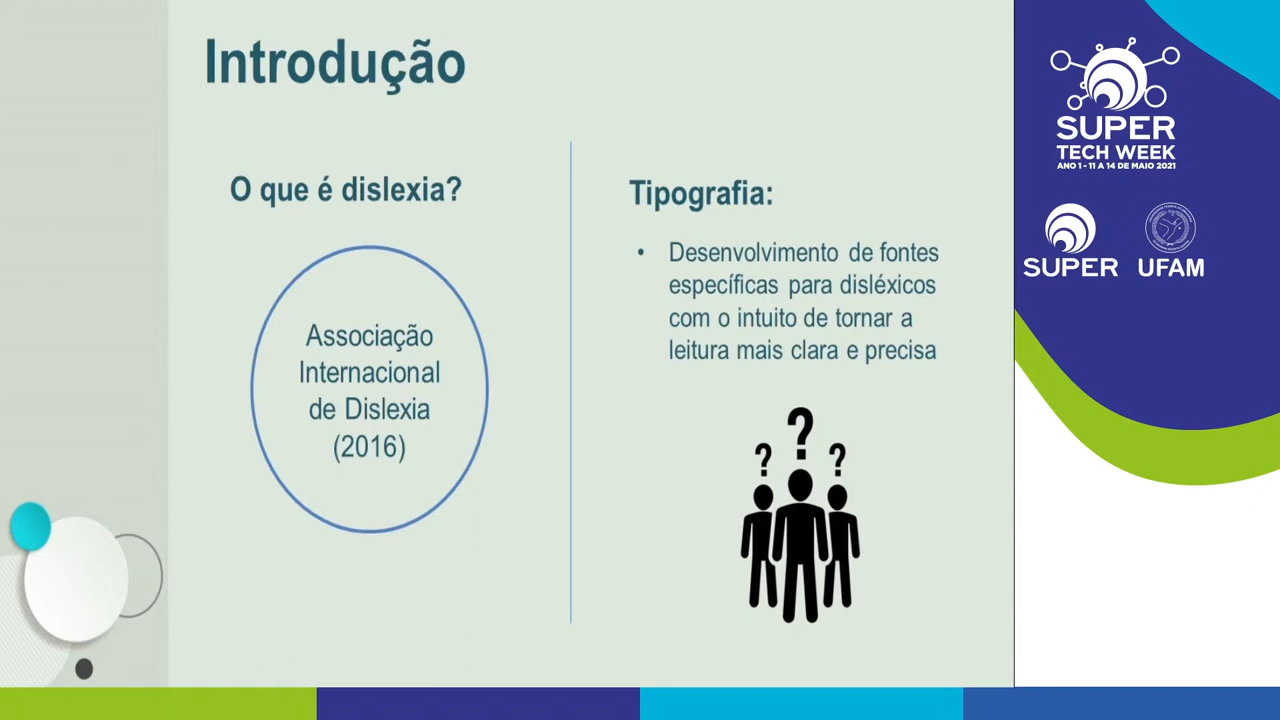 Introdução
O que é dislexia?
Associação
Internacional
de Dislexia
(2016)
Tipografia:
• Desenvolvimento de fontes
específicas para disléxicos
com o intuito de tornar a
leitura mais clara e precisa
? ? ?
SUPER
TECH WEEK
ANO 1 - 11 A 14 DE MAIO 2021
SUPER UFAM